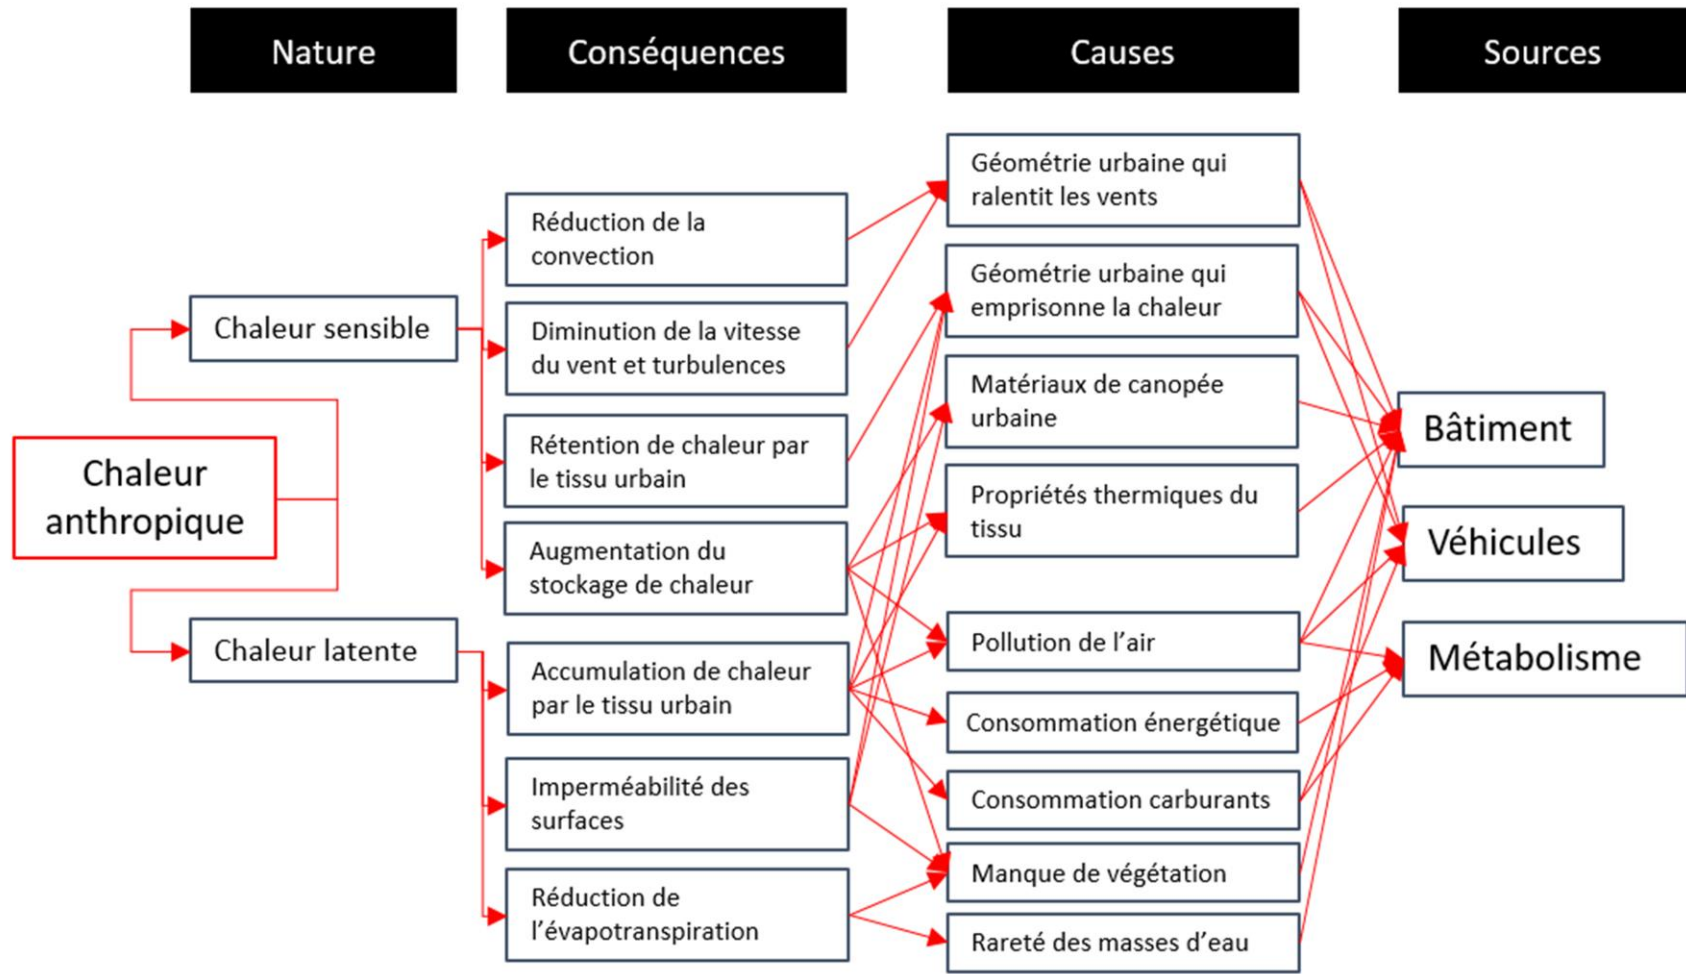 Nature
Conséquences
Causes
Sources
Chaleur
anthropique
Chaleur sensible
Chaleur latente
Réduction de la
convection
Diminution de la vitesse
du vent et turbulences
Rétention de chaleur par
le tissu urbain
Augmentation du
stockage de chaleur
Accumulation de chaleur
par le tissu urbain
Imperméabilité des
surfaces
Réduction de
l’évapotranspiration
Géométrie urbaine qui
ralentit les vents
Géométrie urbaine qui
emprisonne la chaleur
Matériaux de canopée
urbaine
Propriétés thermiques du
tissu
Pollution de l’air
Consommation énergétique
Consommation carburants
Manque de végétation
Rareté des masses d’eau
Bâtiment
Véhicules
Métabolisme